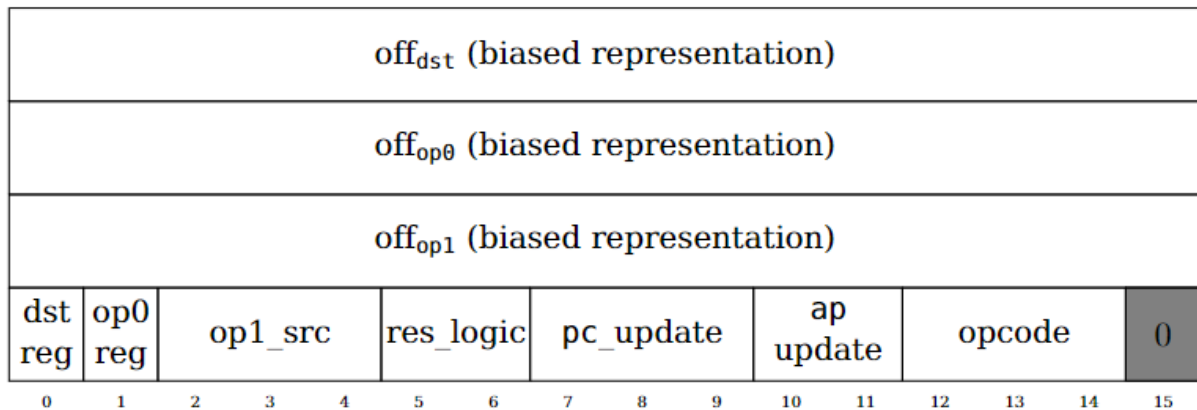 off_dst (biased representation)
off_op0 (biased representation)
off_op1 (biased representation)
dst reg op0 reg op1_src res_logic pc_update ap update opcode 0
0 1 2 3 4 5 6 7 8 9 10 11 12 13 14 15